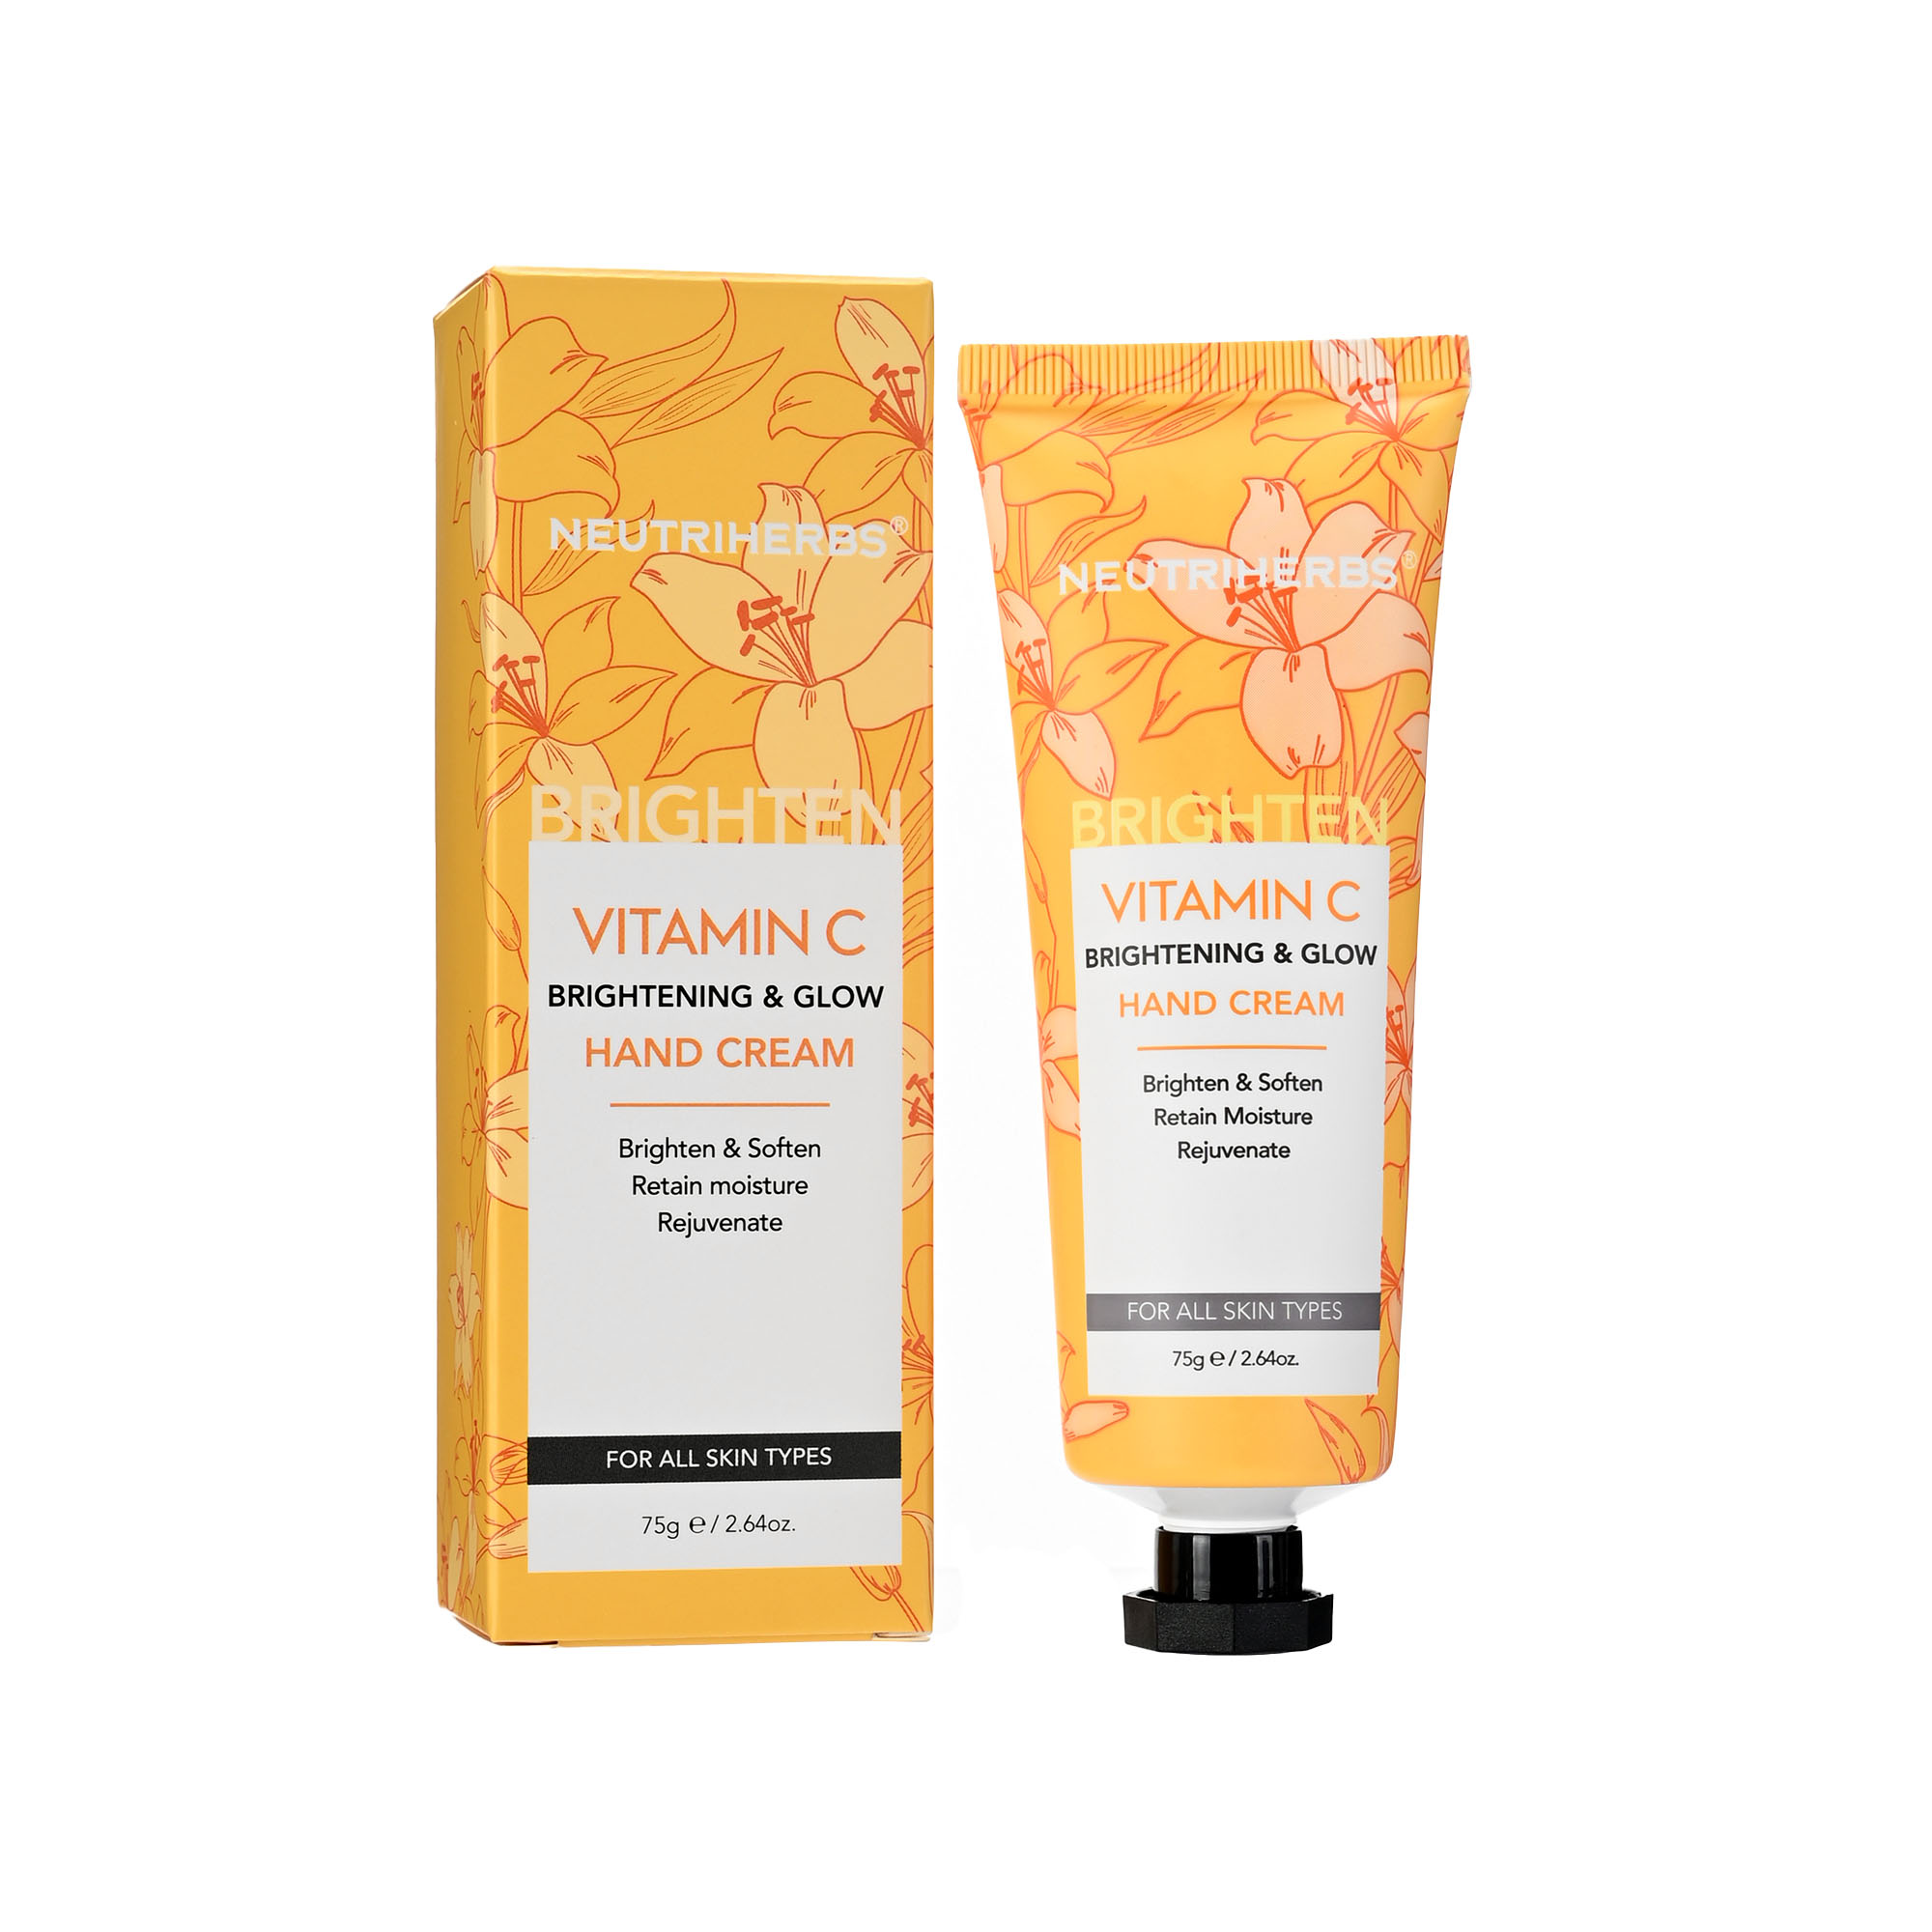 NEUTRIHERBS®
BRIGHTEN
VITAMIN C
BRIGHTENING & GLOW
HAND CREAM
Brighten & Soften
Retain moisture
Rejuvenate
FOR ALL SKIN TYPES
75g ℮ / 2.64oz.
NEUTRIHERBS®
BRIGHTEN
VITAMIN C
BRIGHTENING & GLOW
HAND CREAM
Brighten & Soften
Retain Moisture
Rejuvenate
FOR ALL SKIN TYPES
75g ℮ / 2.64oz.